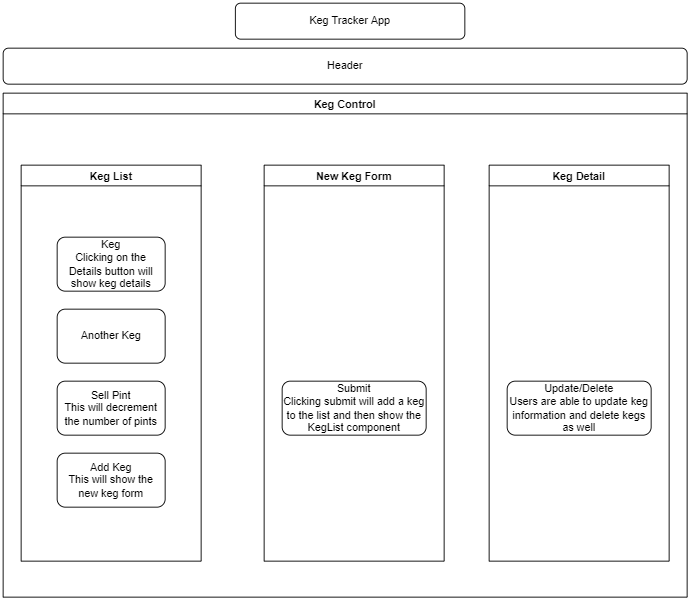 Keg Tracker App
Header
Keg Control
Keg List
Keg
Clicking on the
Details button will
show keg details
Another Keg
Sell Pint
This will decrement
the number of pints
Add Keg
This will show the
new keg form
New Keg Form
Submit
Clicking submit will add a keg
to the list and then show the
KegList component
Keg Detail
Update/Delete
Users are able to update keg
information and delete kegs
as well